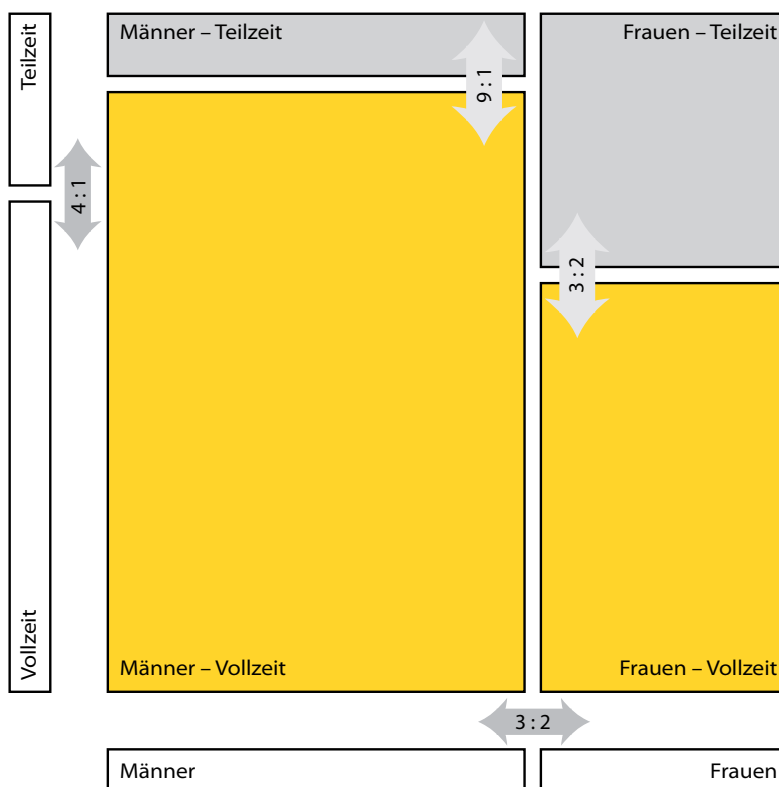 Teilzeit
Männer – Teilzeit
Frauen – Teilzeit
9 : 1
4 : 1
3 : 2
Vollzeit
Männer – Vollzeit
Frauen – Vollzeit
3 : 2
Männer
Frauen